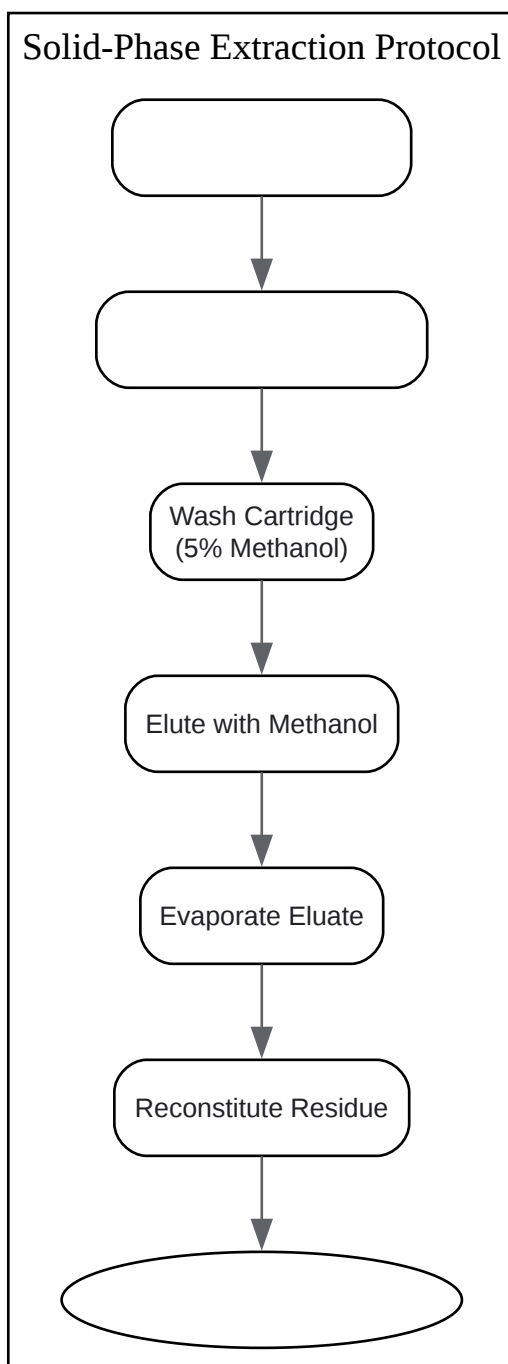 Solid-Phase Extraction Protocol
Wash Cartridge
(5% Methanol)
Elute with Methanol
Evaporate Eluate
Reconstitute Residue